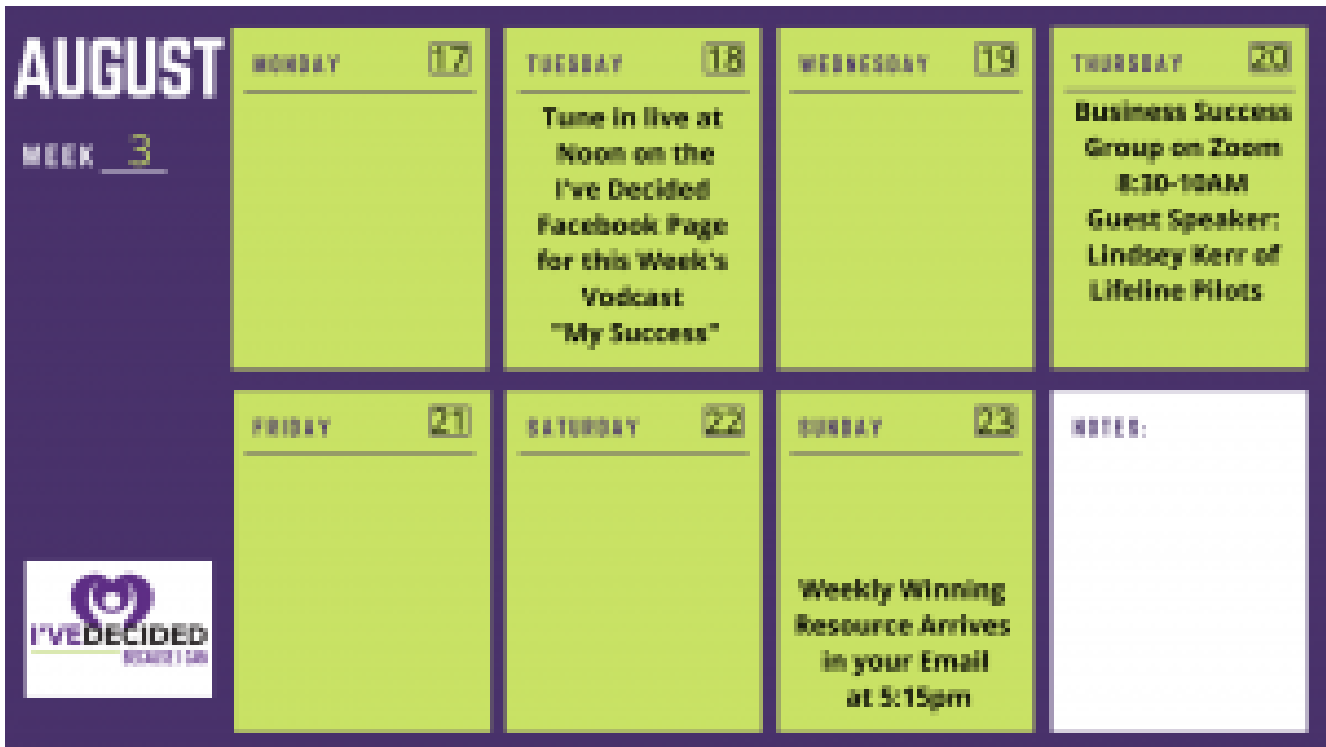 AUGUST
WEEK 3
MONDAY 17
TUESDAY 18
Tune in live at
Noon on the
I've Decided
Facebook Page
for this Week's
Vodcast
"My Success"
WEDNESDAY 19
THURSDAY 20
Business Success
Group on Zoom
8:30-10AM
Guest Speaker:
Lindsey Kerr of
Lifeline Pilots
FRIDAY 21
SATURDAY 22
SUNDAY 23
Weekly Winning
Resource Arrives
in your Email
at 5:15pm
NOTES:
I'VEDECIDED
BECAUSE I CAN